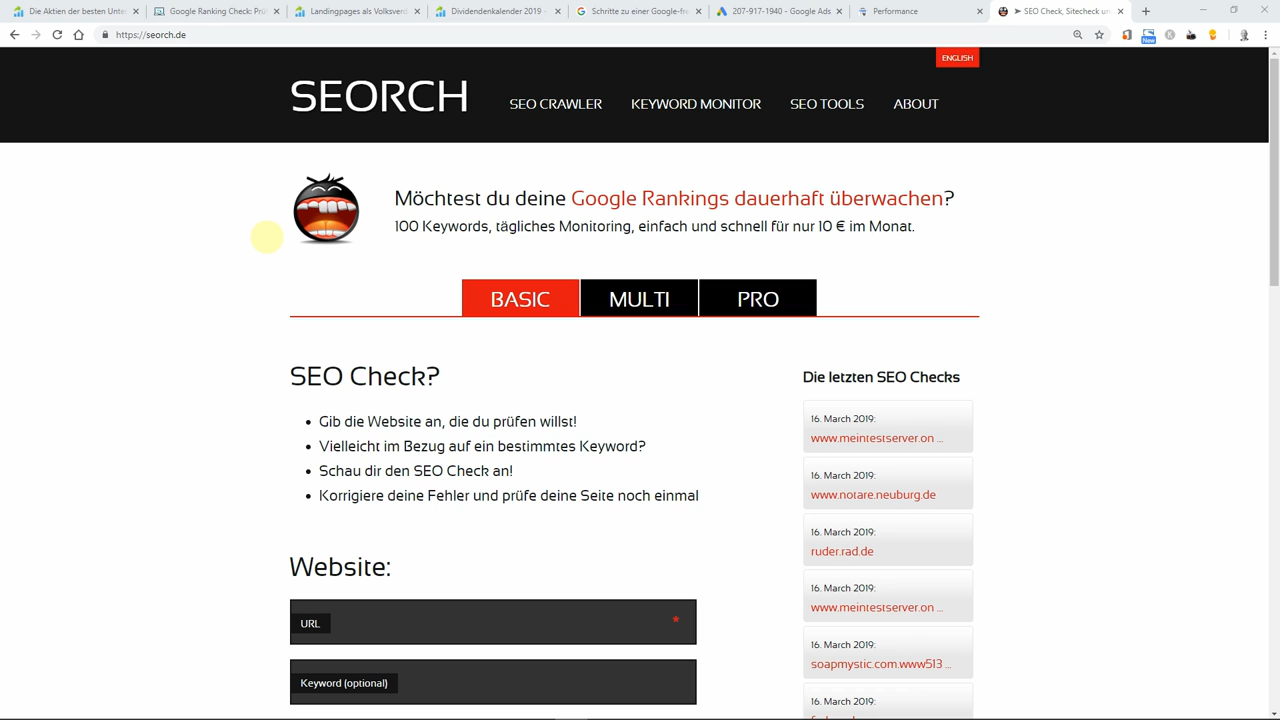 Die Aktien der besten Unter
Google Ranking Check: Prü
Landingpages als Volksverd
Dividendenkalender 2019 -
Schritte zu einer Google-fra
207-917-1940 - Google Ads
Performance
➤ SEO Check, Sitecheck un
https://seorch.de
New
ENGLISH
SEORCH
SEO CRAWLER
KEYWORD MONITOR
SEO TOOLS
ABOUT
Möchtest du deine Google Rankings dauerhaft überwachen?
100 Keywords, tägliches Monitoring, einfach und schnell für nur 10 € im Monat.
BASIC
MULTI
PRO
SEO Check?
• Gib die Website an, die du prüfen willst!
• Vielleicht im Bezug auf ein bestimmtes Keyword?
• Schau dir den SEO Check an!
• Korrigiere deine Fehler und prüfe deine Seite noch einmal
Website:
URL
*
Keyword (optional)
Die letzten SEO Checks
16. March 2019:
www.meintestserver.on ...
16. March 2019:
www.notare.neuburg.de
16. March 2019:
ruder.rad.de
16. March 2019:
www.meintestserver.on ...
16. March 2019:
soapmystic.com.www513 ...
16. March 2019: